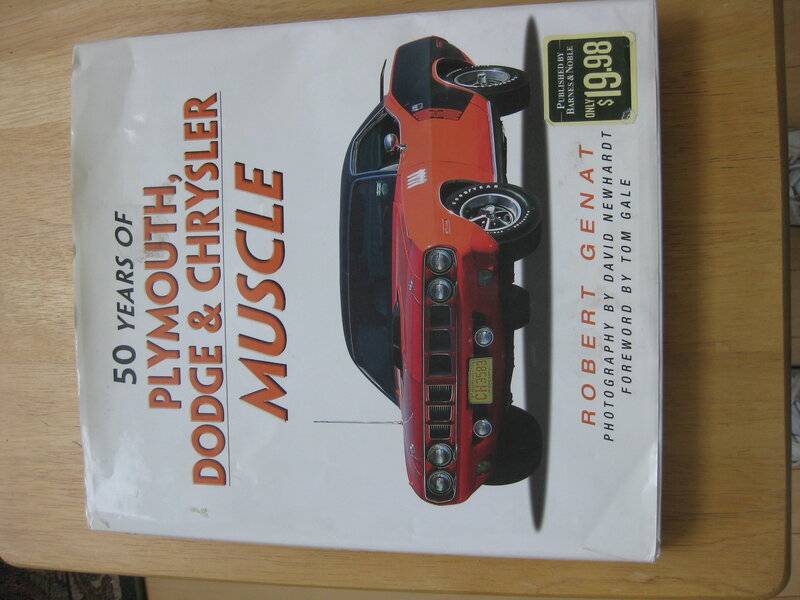 50 YEARS OF
PLYMOUTH,
DODGE & CHRYSLER
MUSCLE
GOODYEAR
CH3583
ROBERT GENAT
PHOTOGRAPHY BY DAVID NEWHARDT
FOREWORD BY TOM GALE
PUBLISHED BY
BARNES & NOBLE
ONLY
$19.98